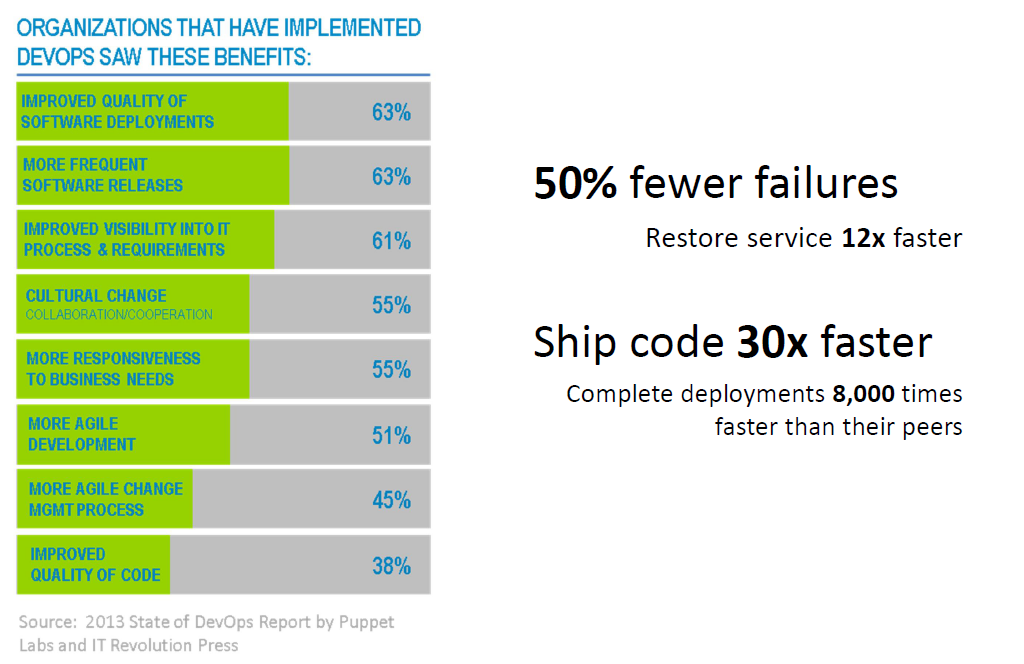 ORGANIZATIONS THAT HAVE IMPLEMENTED
DEVOPS SAW THESE BENEFITS:
IMPROVED QUALITY OF
SOFTWARE DEPLOYMENTS
63%
MORE FREQUENT
SOFTWARE RELEASES
63%
IMPROVED VISIBILITY INTO IT
PROCESS & REQUIREMENTS
61%
CULTURAL CHANGE
COLLABORATION/COOPERATION
55%
MORE RESPONSIVENESS
TO BUSINESS NEEDS
55%
MORE AGILE
DEVELOPMENT
51%
MORE AGILE CHANGE
MGMT PROCESS
45%
IMPROVED
QUALITY OF CODE
38%
Source: 2013 State of DevOps Report by Puppet
Labs and IT Revolution Press
50% fewer failures
Restore service 12x faster
Ship code 30x faster
Complete deployments 8,000 times
faster than their peers